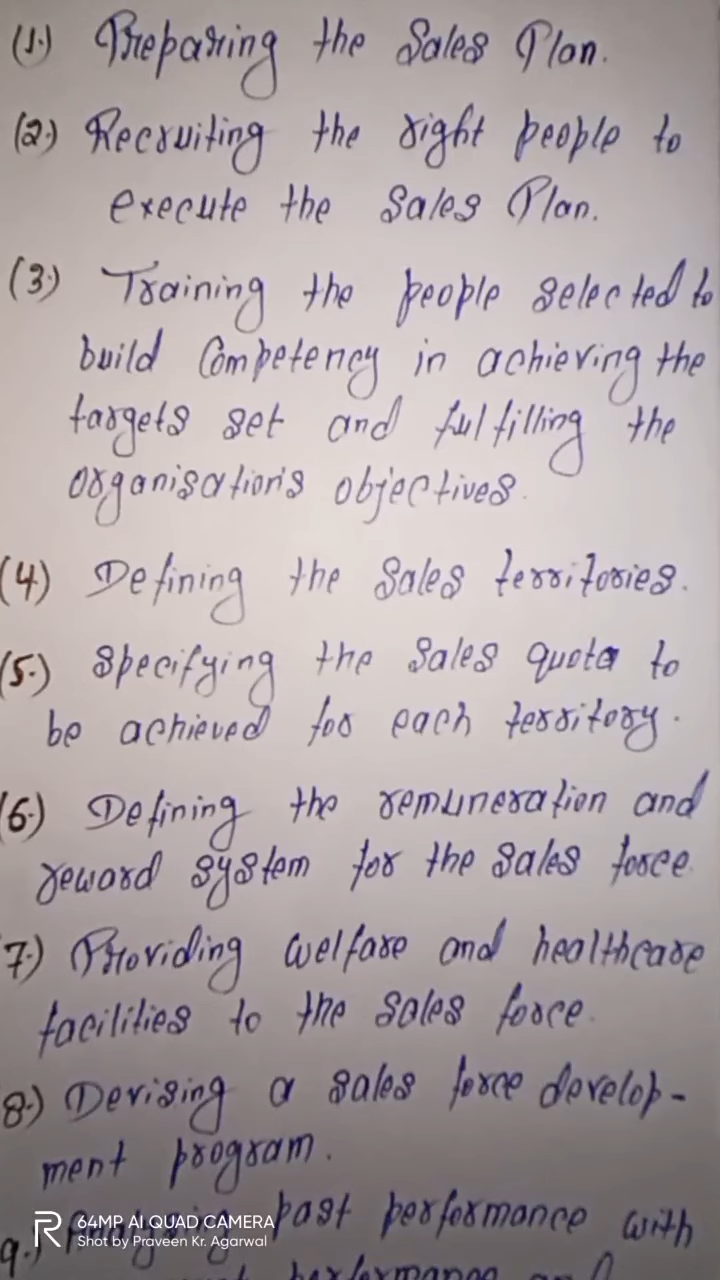 (1.) Preparing the Sales Plan.
(2.) Recruiting the right people to
execute the Sales Plan.
(3.) Training the people selected to
build Competency in achieving the
targets set and fulfilling the
organisation's objectives.
(4) Defining the Sales territories.
(5.) Specifying the Sales quota to
be achieved for each territory.
(6.) Defining the remuneration and
reward system for the Sales force
7.) Providing welfare and healthcare
facilities to the Sales force.
8.) Devising a sales force develop-
ment program.
9.) past performance with
performance and
64MP AI QUAD CAMERA
Shot by Praveen Kr. Agarwal